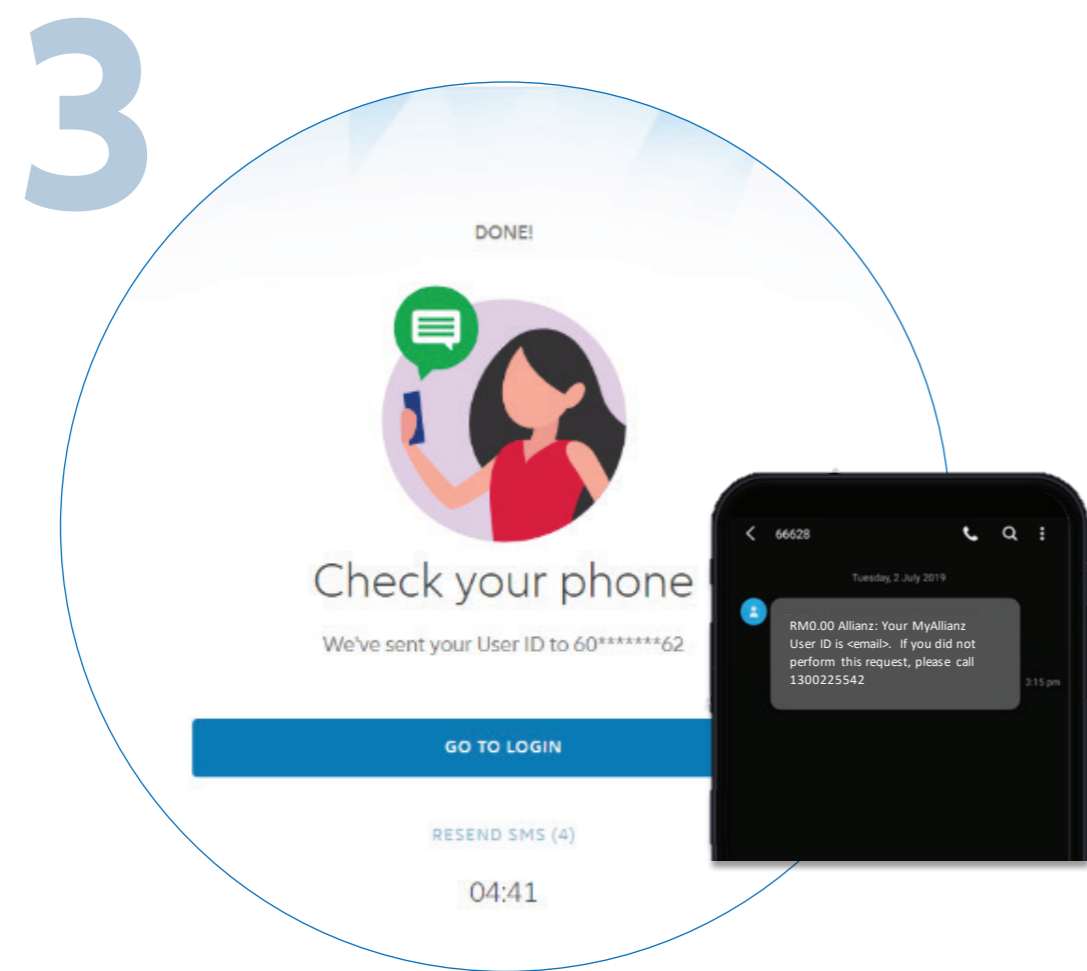 3
DONE!
Check your phone
We've sent your User ID to 60*******62
GO TO LOGIN
RESEND SMS (4)
04:41
66628
Tuesday, 2 July 2019
RM0.00 Allianz: Your MyAllianz
User ID is <email>. If you did not
perform this request, please call
1300225542
3:15 pm